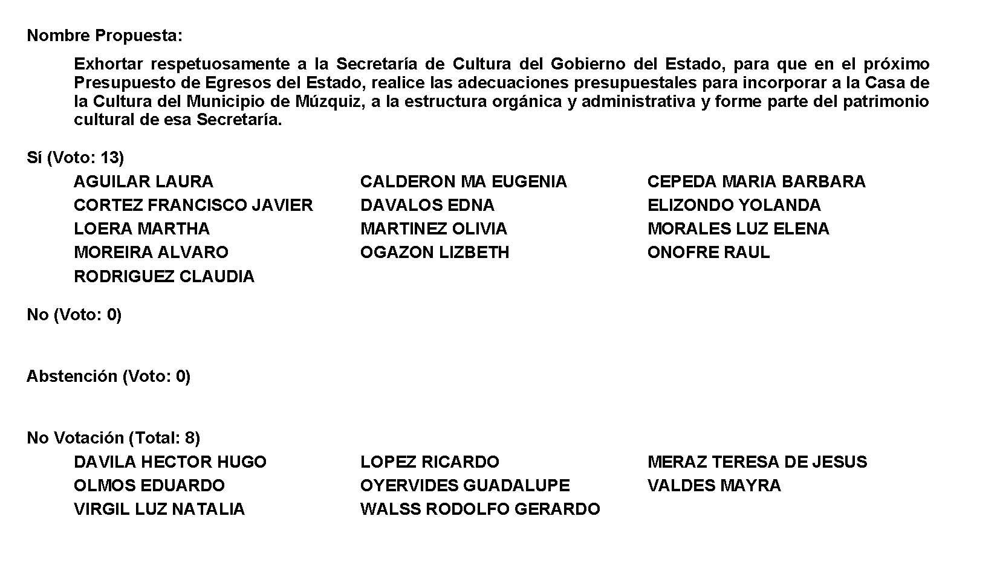 Nombre Propuesta:
Exhortar respetuosamente a la Secretaría de Cultura del Gobierno del Estado, para que en el próximo
Presupuesto de Egresos del Estado, realice las adecuaciones presupuestales para incorporar a la Casa de
la Cultura del Municipio de Múzquiz, a la estructura orgánica y administrativa y forme parte del patrimonio
cultural de esa Secretaría.
Sí (Voto: 13)
AGUILAR LAURA CALDERON MA EUGENIA CEPEDA MARIA BARBARA
CORTEZ FRANCISCO JAVIER DAVALOS EDNA ELIZONDO YOLANDA
LOERA MARTHA MARTINEZ OLIVIA MORALES LUZ ELENA
MOREIRA ALVARO OGAZON LIZBETH ONOFRE RAUL
RODRIGUEZ CLAUDIA
No (Voto: 0)
Abstención (Voto: 0)
No Votación (Total: 8)
DAVILA HECTOR HUGO LOPEZ RICARDO MERAZ TERESA DE JESUS
OLMOS EDUARDO OYERVIDES GUADALUPE VALDES MAYRA
VIRGIL LUZ NATALIA WALSS RODOLFO GERARDO